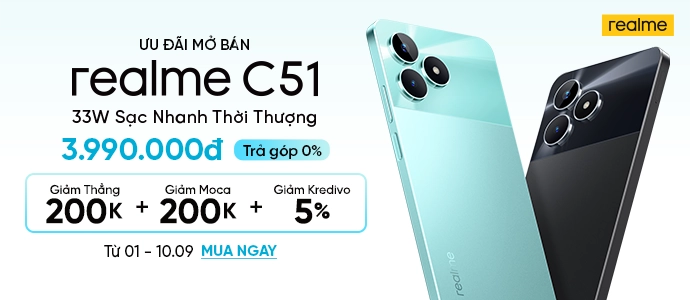 ƯU ĐÃI MỞ BÁN
realme C51
33W Sạc Nhanh Thời Thượng
3.990.000đ Trả góp 0%
Giảm Thẳng Giảm Moca Giảm Kredivo
200K + 200K + 5%
Từ 01 - 10.09 MUA NGAY
realme
realme
realme